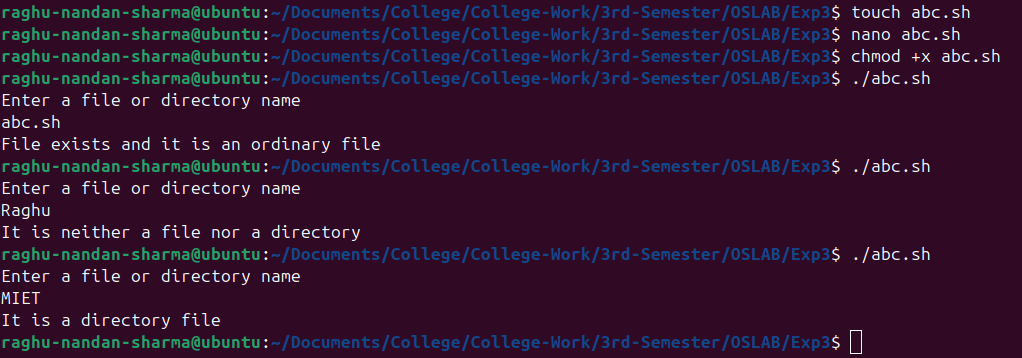 raghu-nandan-sharma@ubuntu:~/Documents/College/College-Work/3rd-Semester/OSLAB/Exp3$ touch abc.sh
raghu-nandan-sharma@ubuntu:~/Documents/College/College-Work/3rd-Semester/OSLAB/Exp3$ nano abc.sh
raghu-nandan-sharma@ubuntu:~/Documents/College/College-Work/3rd-Semester/OSLAB/Exp3$ chmod +x abc.sh
raghu-nandan-sharma@ubuntu:~/Documents/College/College-Work/3rd-Semester/OSLAB/Exp3$ ./abc.sh
Enter a file or directory name
abc.sh
File exists and it is an ordinary file
raghu-nandan-sharma@ubuntu:~/Documents/College/College-Work/3rd-Semester/OSLAB/Exp3$ ./abc.sh
Enter a file or directory name
Raghu
It is neither a file nor a directory
raghu-nandan-sharma@ubuntu:~/Documents/College/College-Work/3rd-Semester/OSLAB/Exp3$ ./abc.sh
Enter a file or directory name
MIET
It is a directory file
raghu-nandan-sharma@ubuntu:~/Documents/College/College-Work/3rd-Semester/OSLAB/Exp3$